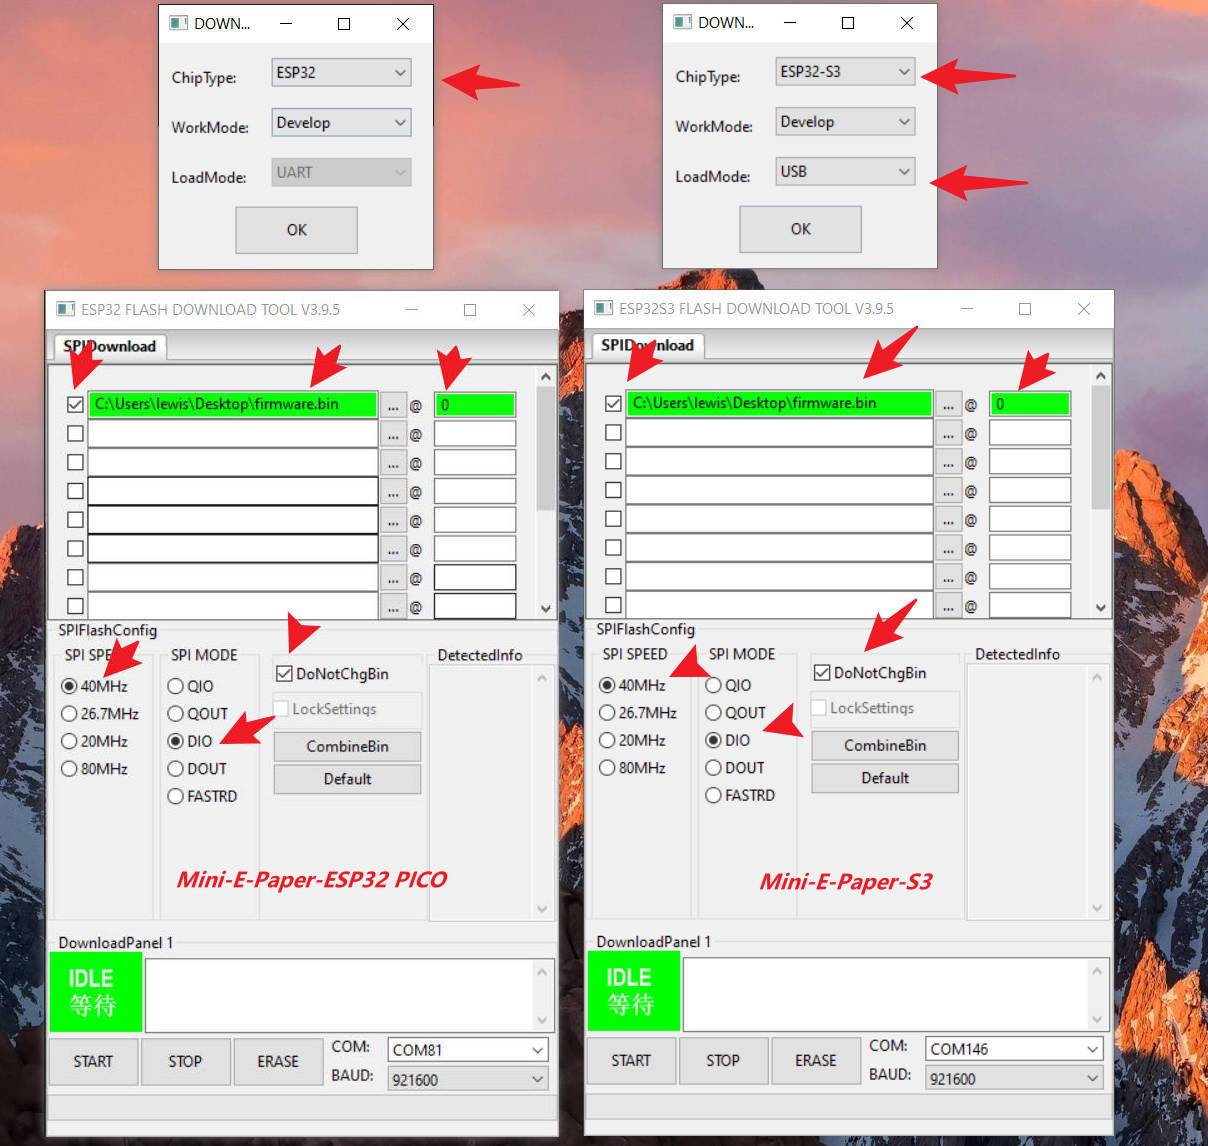 DOWN...
ChipType:
ESP32
WorkMode:
Develop
LoadMode:
UART
OK
DOWN...
ChipType:
ESP32-S3
WorkMode:
Develop
LoadMode:
USB
OK
ESP32 FLASH DOWNLOAD TOOL V3.9.5
SPIDownload
C:\Users\lewis\Desktop\firmware.bin
... @
0
... @
... @
... @
... @
... @
... @
... @
SPIFlashConfig
SPI SPEED
40MHz
26.7MHz
20MHz
80MHz
SPI MODE
QIO
QOUT
DIO
DOUT
FASTRD
DoNotChgBin
LockSettings
CombineBin
Default
DetectedInfo
Mini-E-Paper-ESP32 PICO
DownloadPanel 1
IDLE
等待
START
STOP
ERASE
COM:
COM81
BAUD:
921600
ESP32S3 FLASH DOWNLOAD TOOL V3.9.5
SPIDownload
C:\Users\lewis\Desktop\firmware.bin
... @
0
... @
... @
... @
... @
... @
... @
... @
SPIFlashConfig
SPI SPEED
40MHz
26.7MHz
20MHz
80MHz
SPI MODE
QIO
QOUT
DIO
DOUT
FASTRD
DoNotChgBin
LockSettings
CombineBin
Default
DetectedInfo
Mini-E-Paper-S3
DownloadPanel 1
IDLE
等待
START
STOP
ERASE
COM:
COM146
BAUD:
921600